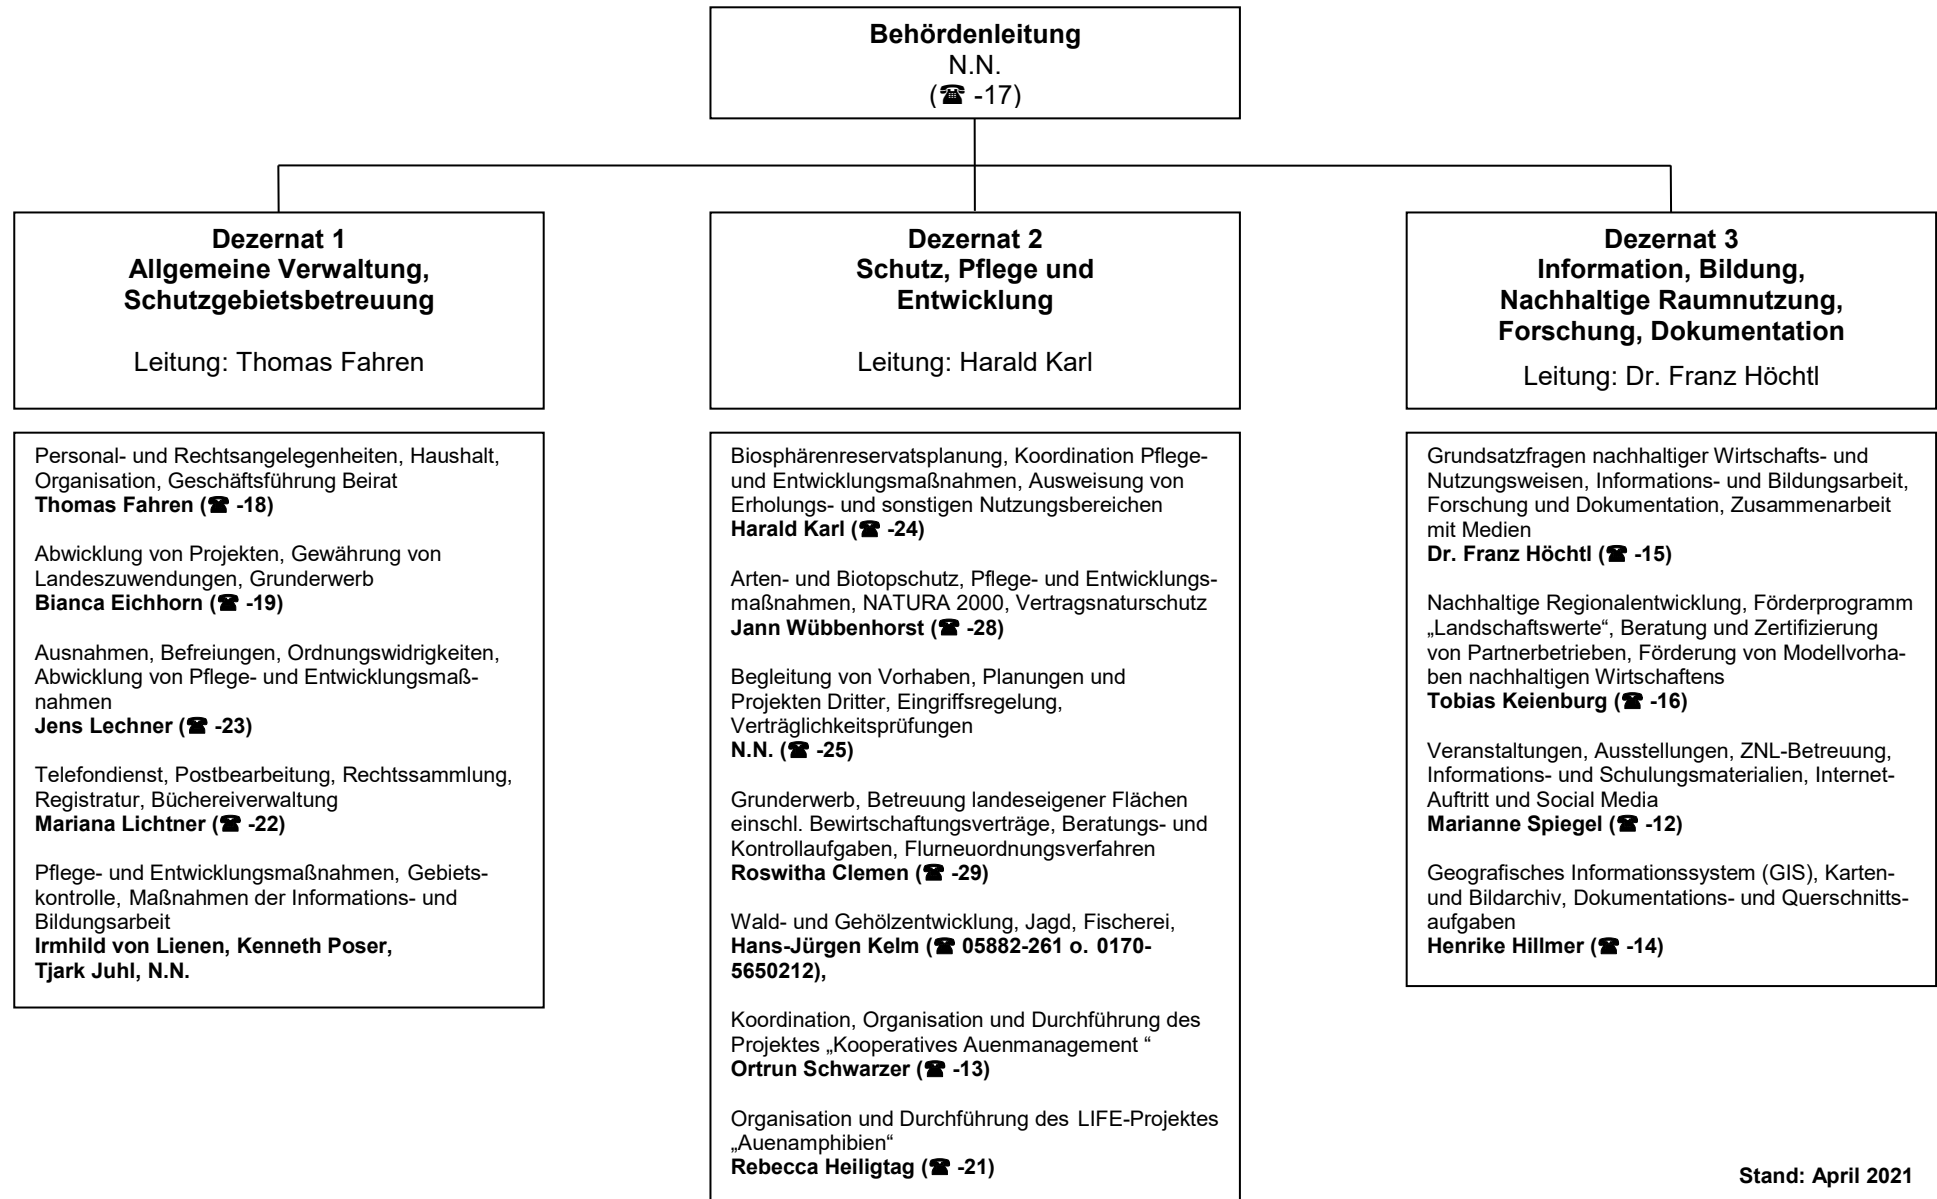 Behördenleitung
N.N.
(☎ -17)
Dezernat 1
Allgemeine Verwaltung,
Schutzgebietsbetreuung
Leitung: Thomas Fahren
Personal- und Rechtsangelegenheiten, Haushalt,
Organisation, Geschäftsführung Beirat
Thomas Fahren (☎ -18)
Abwicklung von Projekten, Gewährung von
Landeszuwendungen, Grunderwerb
Bianca Eichhorn (☎ -19)
Ausnahmen, Befreiungen, Ordnungswidrigkeiten,
Abwicklung von Pflege- und Entwicklungsmaß-
nahmen
Jens Lechner (☎ -23)
Telefondienst, Postbearbeitung, Rechtssammlung,
Registratur, Büchereiverwaltung
Mariana Lichtner (☎ -22)
Pflege- und Entwicklungsmaßnahmen, Gebiets-
kontrolle, Maßnahmen der Informations- und
Bildungsarbeit
Irmhild von Lienen, Kenneth Poser,
Tjark Juhl, N.N.
Dezernat 2
Schutz, Pflege und
Entwicklung
Leitung: Harald Karl
Biosphärenreservatsplanung, Koordination Pflege-
und Entwicklungsmaßnahmen, Ausweisung von
Erholungs- und sonstigen Nutzungsbereichen
Harald Karl (☎ -24)
Arten- und Biotopschutz, Pflege- und Entwicklungs-
maßnahmen, NATURA 2000, Vertragsnaturschutz
Jann Wübbenhorst (☎ -28)
Begleitung von Vorhaben, Planungen und
Projekten Dritter, Eingriffsregelung,
Verträglichkeitsprüfungen
N.N. (☎ -25)
Grunderwerb, Betreuung landeseigener Flächen
einschl. Bewirtschaftungsverträge, Beratungs- und
Kontrollaufgaben, Flurneuordnungsverfahren
Roswitha Clemen (☎ -29)
Wald- und Gehölzentwicklung, Jagd, Fischerei,
Hans-Jürgen Kelm (☎ 05882-261 o. 0170-
5650212),
Koordination, Organisation und Durchführung des
Projektes „Kooperatives Auenmanagement “
Ortrun Schwarzer (☎ -13)
Organisation und Durchführung des LIFE-Projektes
„Auenamphibien“
Rebecca Heiligtag (☎ -21)
Dezernat 3
Information, Bildung,
Nachhaltige Raumnutzung,
Forschung, Dokumentation
Leitung: Dr. Franz Höchtl
Grundsatzfragen nachhaltiger Wirtschafts- und
Nutzungsweisen, Informations- und Bildungsarbeit,
Forschung und Dokumentation, Zusammenarbeit
mit Medien
Dr. Franz Höchtl (☎ -15)
Nachhaltige Regionalentwicklung, Förderprogramm
„Landschaftswerte“, Beratung und Zertifizierung
von Partnerbetrieben, Förderung von Modellvorha-
ben nachhaltigen Wirtschaftens
Tobias Keienburg (☎ -16)
Veranstaltungen, Ausstellungen, ZNL-Betreuung,
Informations- und Schulungsmaterialien, Internet-
Auftritt und Social Media
Marianne Spiegel (☎ -12)
Geografisches Informationssystem (GIS), Karten-
und Bildarchiv, Dokumentations- und Querschnitts-
aufgaben
Henrike Hillmer (☎ -14)
Stand: April 2021